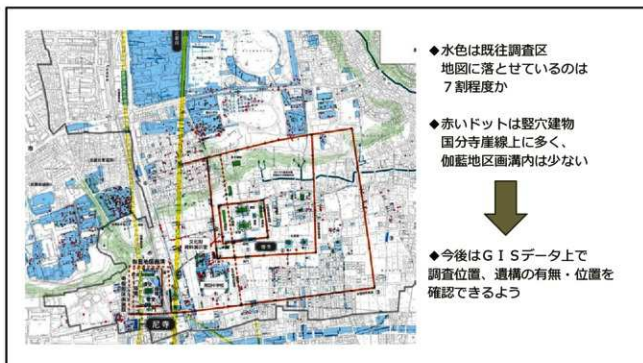 ◆水色は既往調査区
地図に落とせているのは
７割程度か
◆赤いドットは竪穴建物
国分寺崖線上に多く、
伽藍地区画溝内は少ない
◆今後はＧＩＳデータ上で
調査位置、遺構の有無・位置を
確認できるよう
僧寺
尼寺